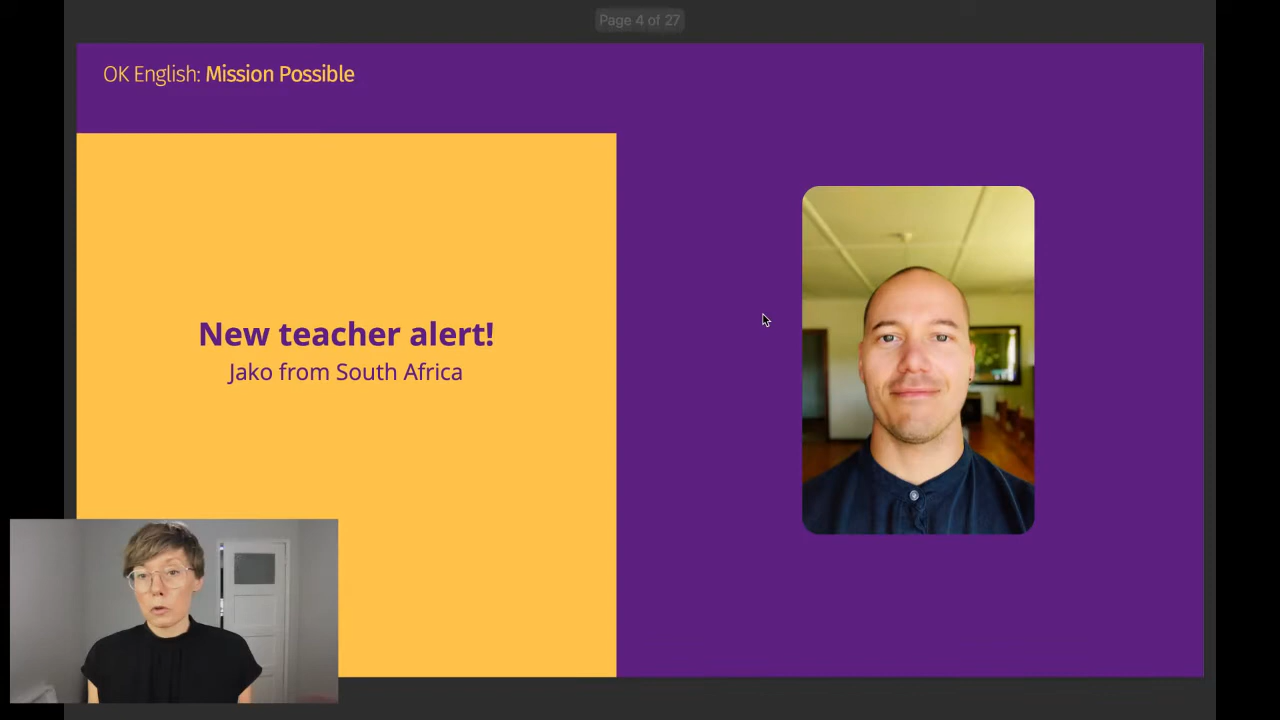 Page 4 of 27
OK English: Mission Possible
New teacher alert!
Jako from South Africa